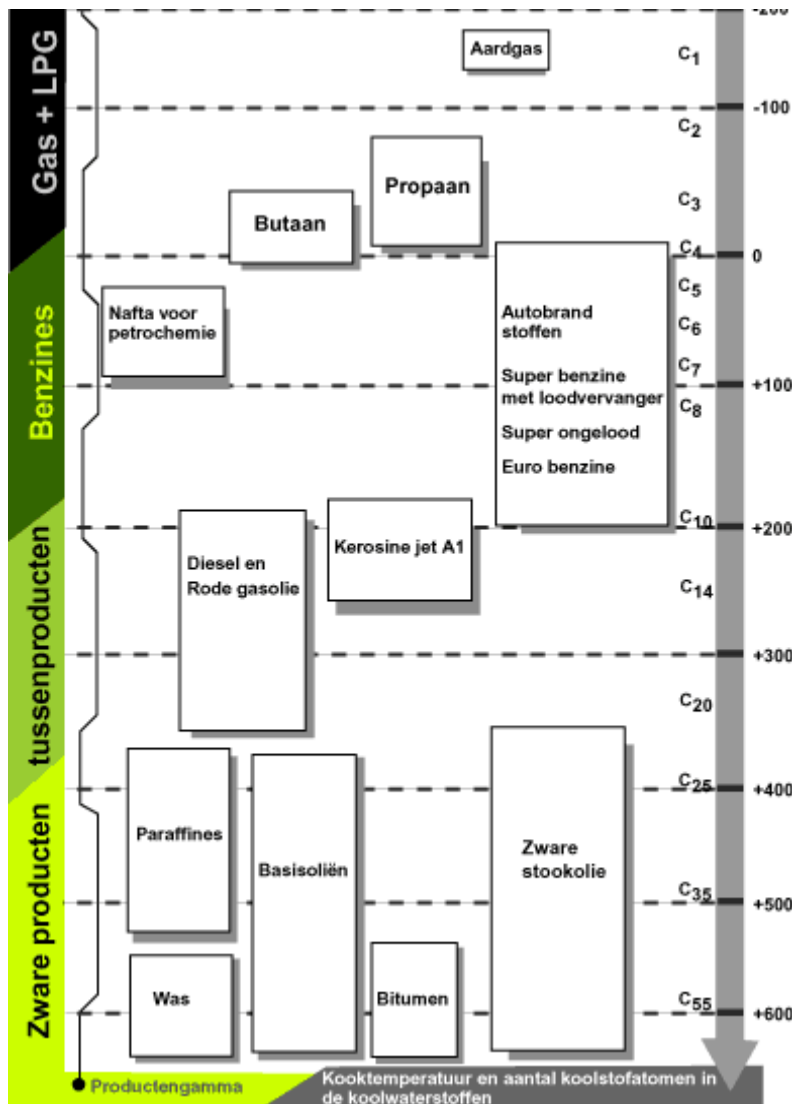 -200
Aardgas
C1
Gas + LPG
-100
C2
Propaan
C3
Butaan
C4
0
C5
Nafta voor
petrochemie
Autobrand
stoffen
C6
Benzines
C7
Super benzine
met loodvervanger
+100
C8
Super ongelood
Euro benzine
C10
+200
Kerosine jet A1
Diesel en
Rode gasolie
C14
tussenproducten
+300
C20
C25
+400
Paraffines
Zware
stookolie
Basisoliën
C35
+500
Zware producten
Was
Bitumen
C55
+600
Productengamma
Kooktemperatuur en aantal koolstofatomen in
de koolwaterstoffen